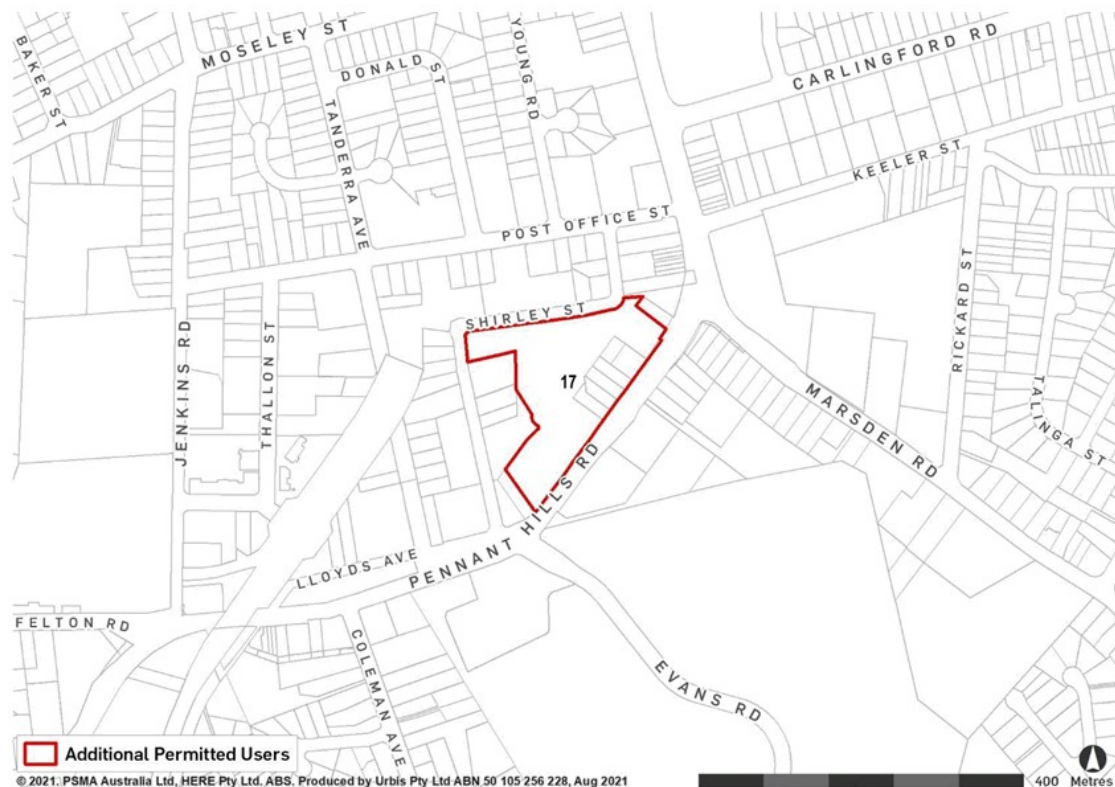 BAKER ST
MOSELEY ST
DONALD ST
YOUNG RD
CARLINGFORD RD
TANDERRA AVE
KEELER ST
POST OFFICE ST
SHIRLEY ST
RICKARD ST
JENKINS RD
THALLON ST
17
MARSDEN RD
TALINGA ST
PENNANT HILLS RD
LLOYDS AVE
FELTON RD
COLEMAN AVE
EVANS RD
Additional Permitted Users
© 2021. PSMA Australia Ltd, HERE Pty Ltd. ABS. Produced by Urbis Pty Ltd ABN 50 105 256 228, Aug 2021
400 Metres